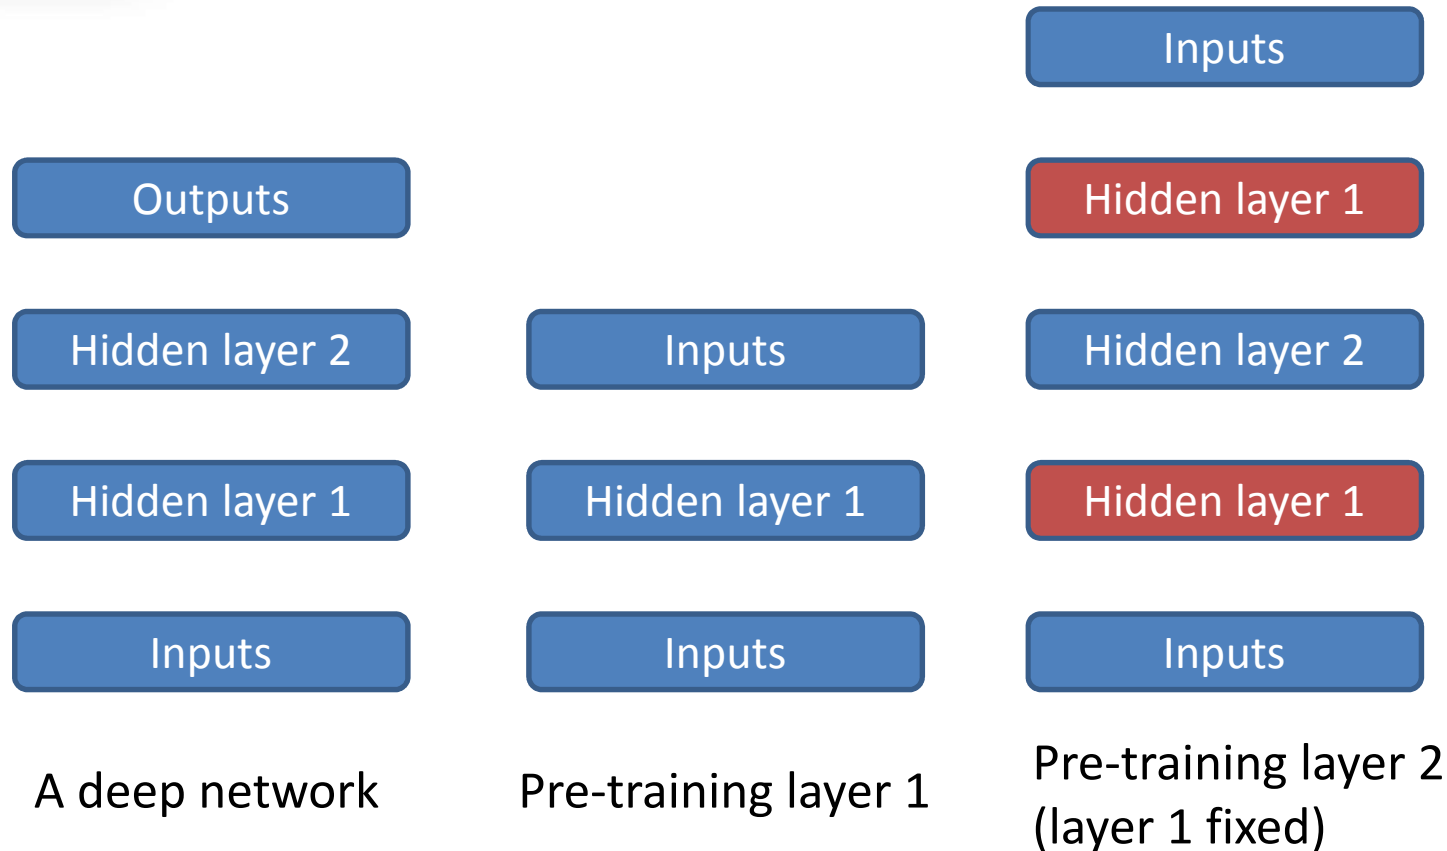 Outputs
Hidden layer 2
Hidden layer 1
Inputs
A deep network
Inputs
Hidden layer 1
Inputs
Pre-training layer 1
Inputs
Hidden layer 1
Hidden layer 2
Hidden layer 1
Inputs
Pre-training layer 2
(layer 1 fixed)